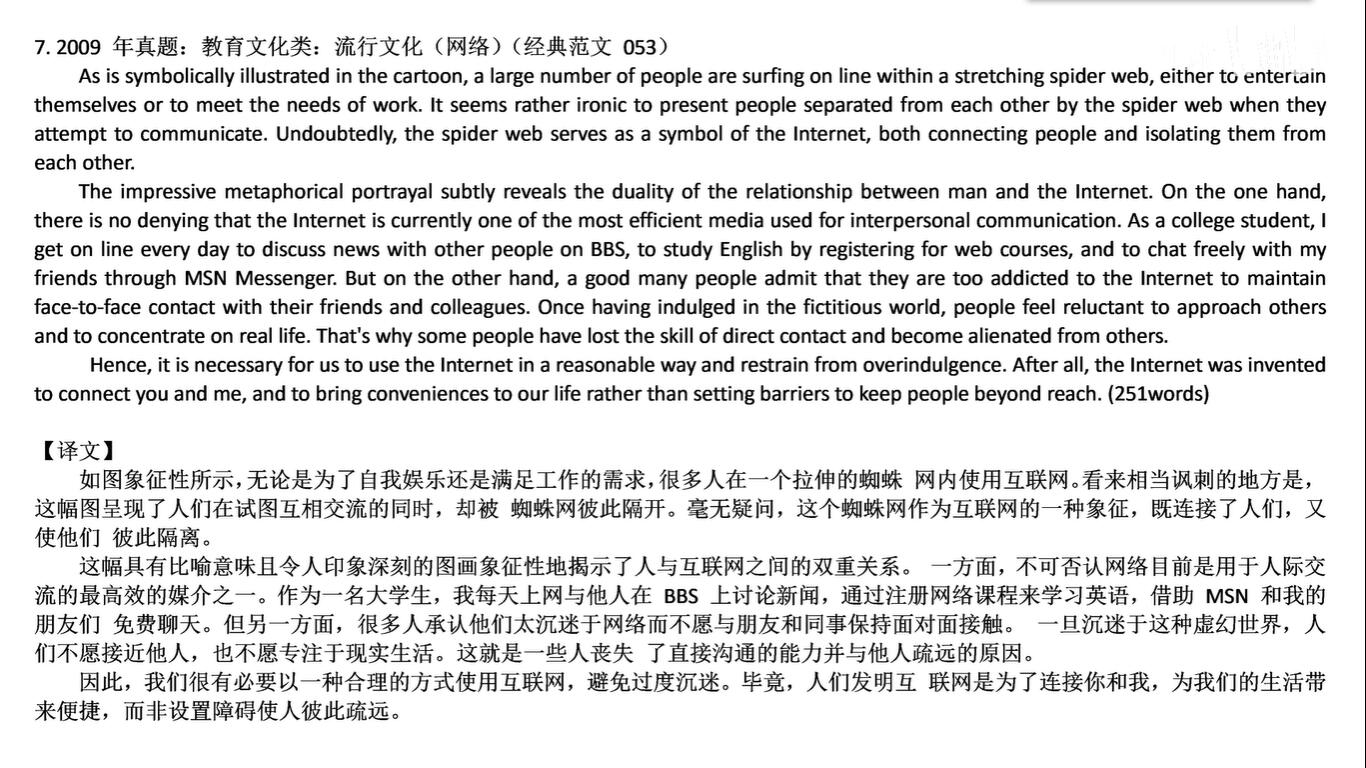 7. 2009 年真题：教育文化类：流行文化（网络）（经典范文 053）
As is symbolically illustrated in the cartoon, a large number of people are surfing on line within a stretching spider web, either to entertain
themselves or to meet the needs of work. It seems rather ironic to present people separated from each other by the spider web when they
attempt to communicate. Undoubtedly, the spider web serves as a symbol of the Internet, both connecting people and isolating them from
each other.
The impressive metaphorical portrayal subtly reveals the duality of the relationship between man and the Internet. On the one hand,
there is no denying that the Internet is currently one of the most efficient media used for interpersonal communication. As a college student, I
get on line every day to discuss news with other people on BBS, to study English by registering for web courses, and to chat freely with my
friends through MSN Messenger. But on the other hand, a good many people admit that they are too addicted to the Internet to maintain
face-to-face contact with their friends and colleagues. Once having indulged in the fictitious world, people feel reluctant to approach others
and to concentrate on real life. That's why some people have lost the skill of direct contact and become alienated from others.
Hence, it is necessary for us to use the Internet in a reasonable way and restrain from overindulgence. After all, the Internet was invented
to connect you and me, and to bring conveniences to our life rather than setting barriers to keep people beyond reach. (251words)
【译文】
如图象征性所示，无论是为了自我娱乐还是满足工作的需求，很多人在一个拉伸的蜘蛛 网内使用互联网。看来相当讽刺的地方是，
这幅图呈现了人们在试图互相交流的同时，却被 蜘蛛网彼此隔开。毫无疑问，这个蜘蛛网作为互联网的一种象征，既连接了人们，又
使他们 彼此隔离。
这幅具有比喻意味且令人印象深刻的图画象征性地揭示了人与互联网之间的双重关系。 一方面，不可否认网络目前是用于人际交
流的最高效的媒介之一。作为一名大学生，我每天上网与他人在 BBS 上讨论新闻，通过注册网络课程来学习英语，借助 MSN 和我的
朋友们 免费聊天。但另一方面，很多人承认他们太沉迷于网络而不愿与朋友和同事保持面对面接触。 一旦沉迷于这种虚幻世界，人
们不愿接近他人，也不愿专注于现实生活。这就是一些人丧失 了直接沟通的能力并与他人疏远的原因。
因此，我们很有必要以一种合理的方式使用互联网，避免过度沉迷。毕竟，人们发明互 联网是为了连接你和我，为我们的生活带
来便捷，而非设置障碍使人彼此疏远。